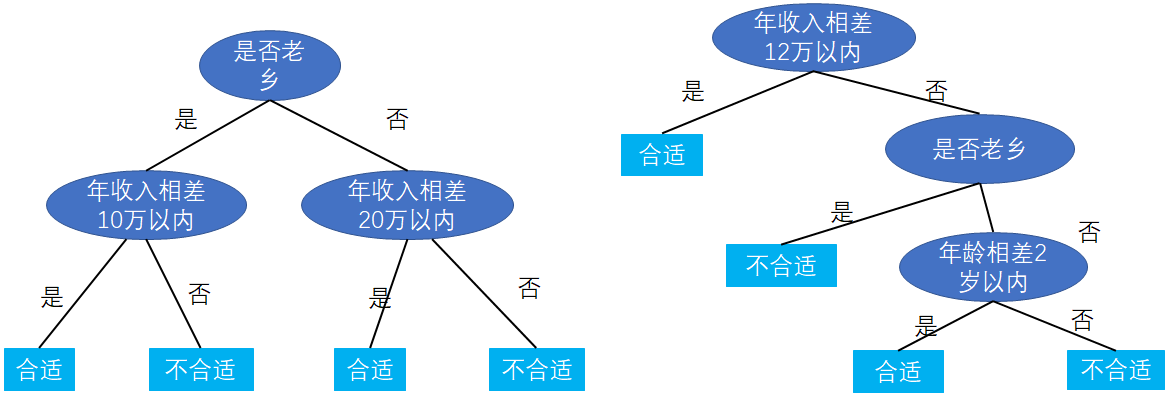 是否老
乡
是
否
年收入相差
10万以内
年收入相差
20万以内
是
否
是
否
合适
不合适
合适
不合适
年收入相差
12万以内
是
否
合适
是否老乡
是
否
不合适
年龄相差2
岁以内
是
否
合适
不合适